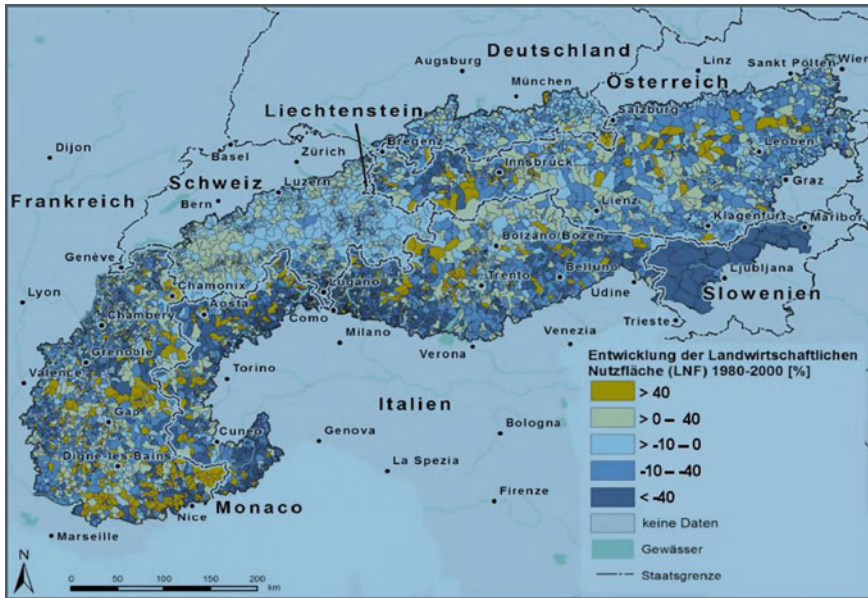 Deutschland
Augsburg
Linz
Sankt Pölten
Wien
München
Österreich
Liechtenstein
Salzburg
Dijon
Basel
Zürich
Bregenz
Innsbruck
Leoben
Frankreich
Schweiz
Luzern
Bern
Graz
Lienz
Klagenfurt
Maribor
Genève
Bolzano/Bozen
Chamonix
Lugano
Trento
Belluno
Ljubljana
Lyon
Aosta
Udine
Slowenien
Chambéry
Como
Milano
Trieste
Grenoble
Verona
Venezia
Valence
Torino
Entwicklung der Landwirtschaftlichen
Nutzfläche (LNF) 1980-2000 [%]
Italien
> 40
Gap
> 0 – 40
Cuneo
Genova
Bologna
> -10 – 0
Digne-les-Bains
La Spezia
-10 – -40
Monaco
Firenze
< -40
Nice
keine Daten
Marseille
Gewässer
N
Staatsgrenze
0 50 100 150 200
km